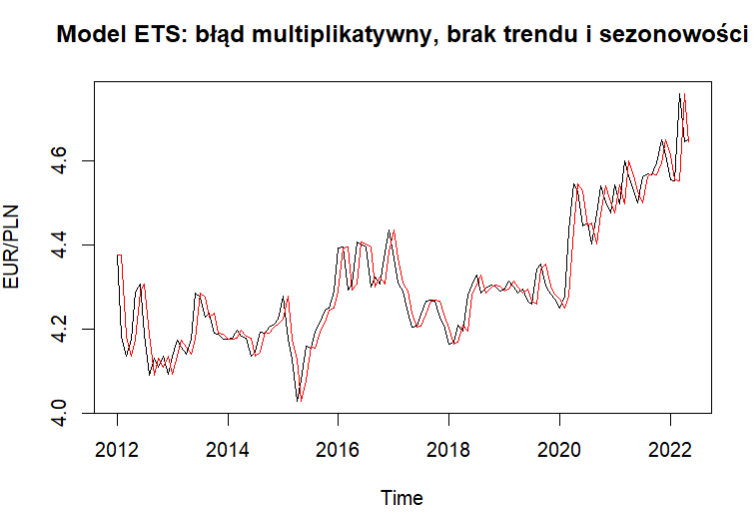 Model ETS: błąd multiplikatywny, brak trendu i sezonowości
EUR/PLN
4.6
4.4
4.2
4.0
2012 2014 2016 2018 2020 2022
Time